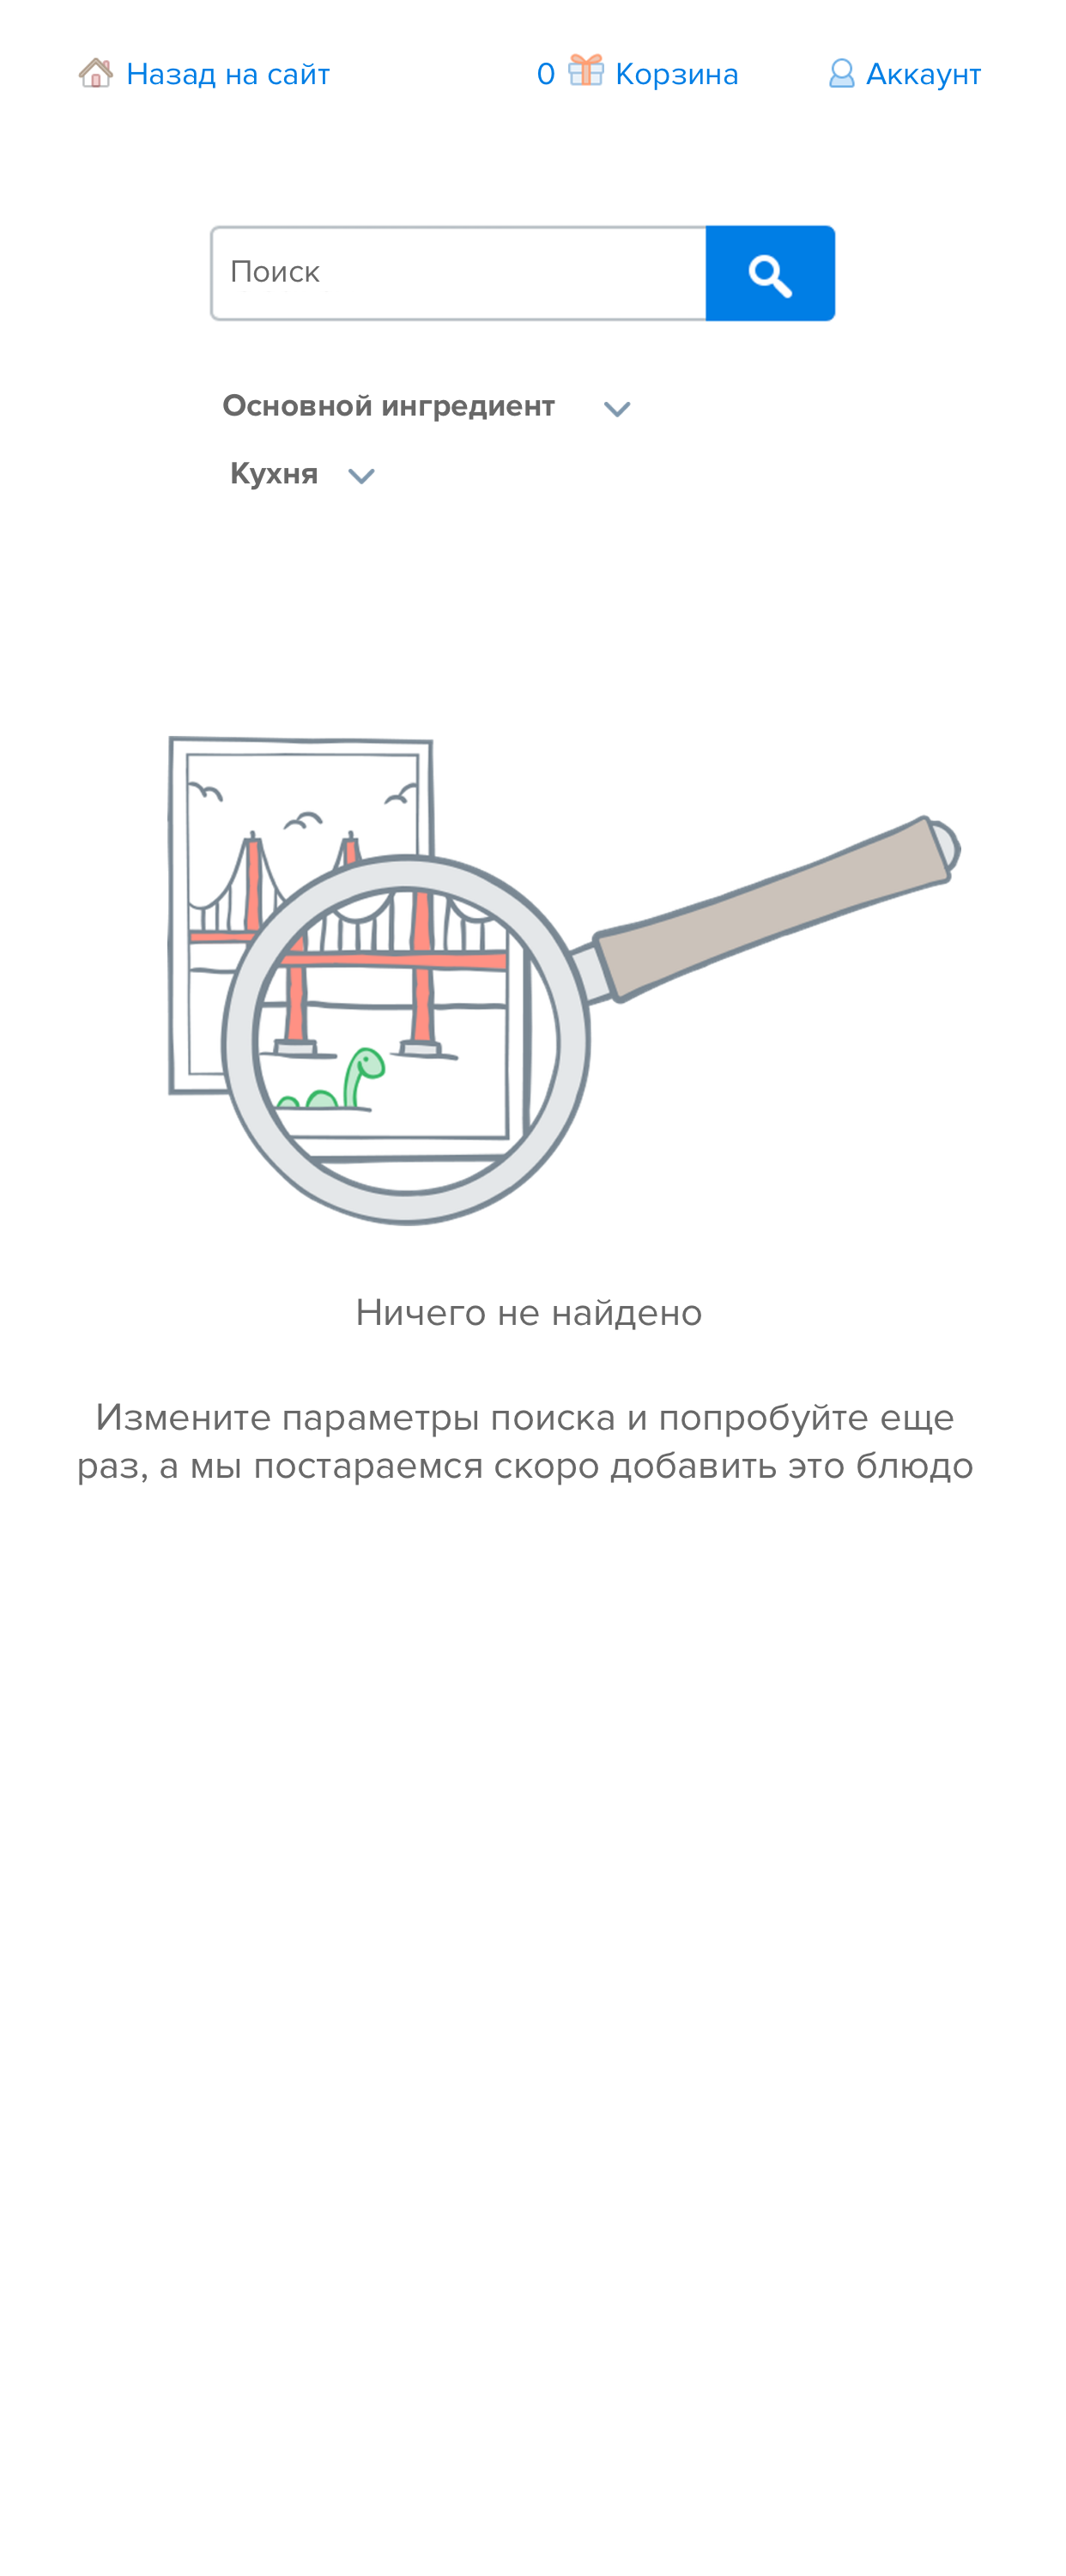 Назад на сайт 0 Корзина Аккаунт
Поиск
Основной ингредиент
Кухня
Ничего не найдено
Измените параметры поиска и попробуйте еще
раз, а мы постараемся скоро добавить это блюдо